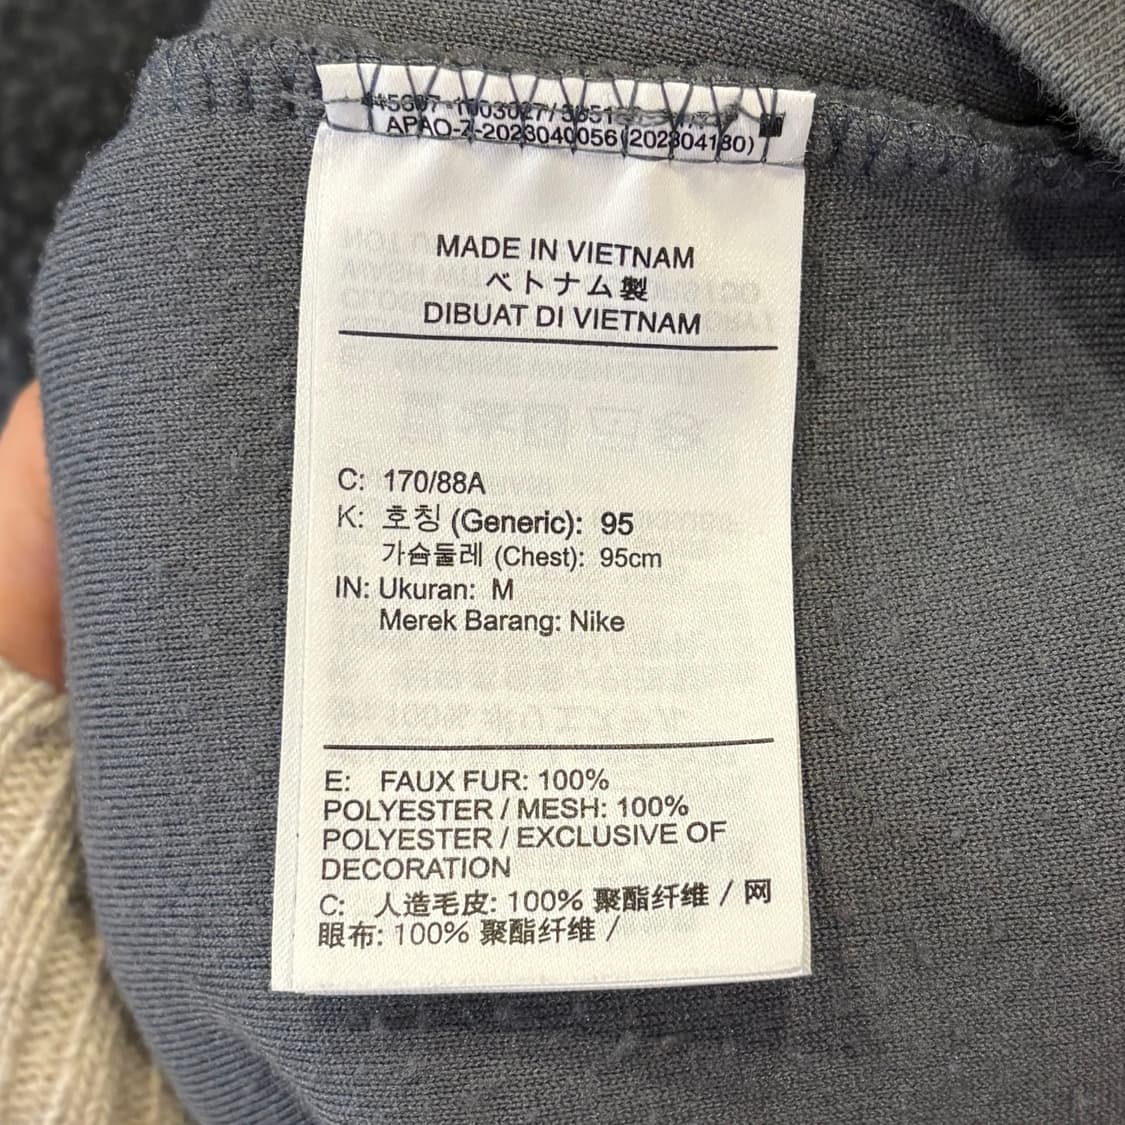 APAO-Z-2023040056 (202304180)
MADE IN VIETNAM
ベトナム製
DIBUAT DI VIETNAM
C: 170/88A
K: 호칭 (Generic): 95
가슴둘레 (Chest): 95cm
IN: Ukuran: M
Merek Barang: Nike
E: FAUX FUR: 100%
POLYESTER / MESH: 100%
POLYESTER / EXCLUSIVE OF
DECORATION
C: 人造毛皮: 100% 聚酯纤维 / 网
眼布: 100% 聚酯纤维 /